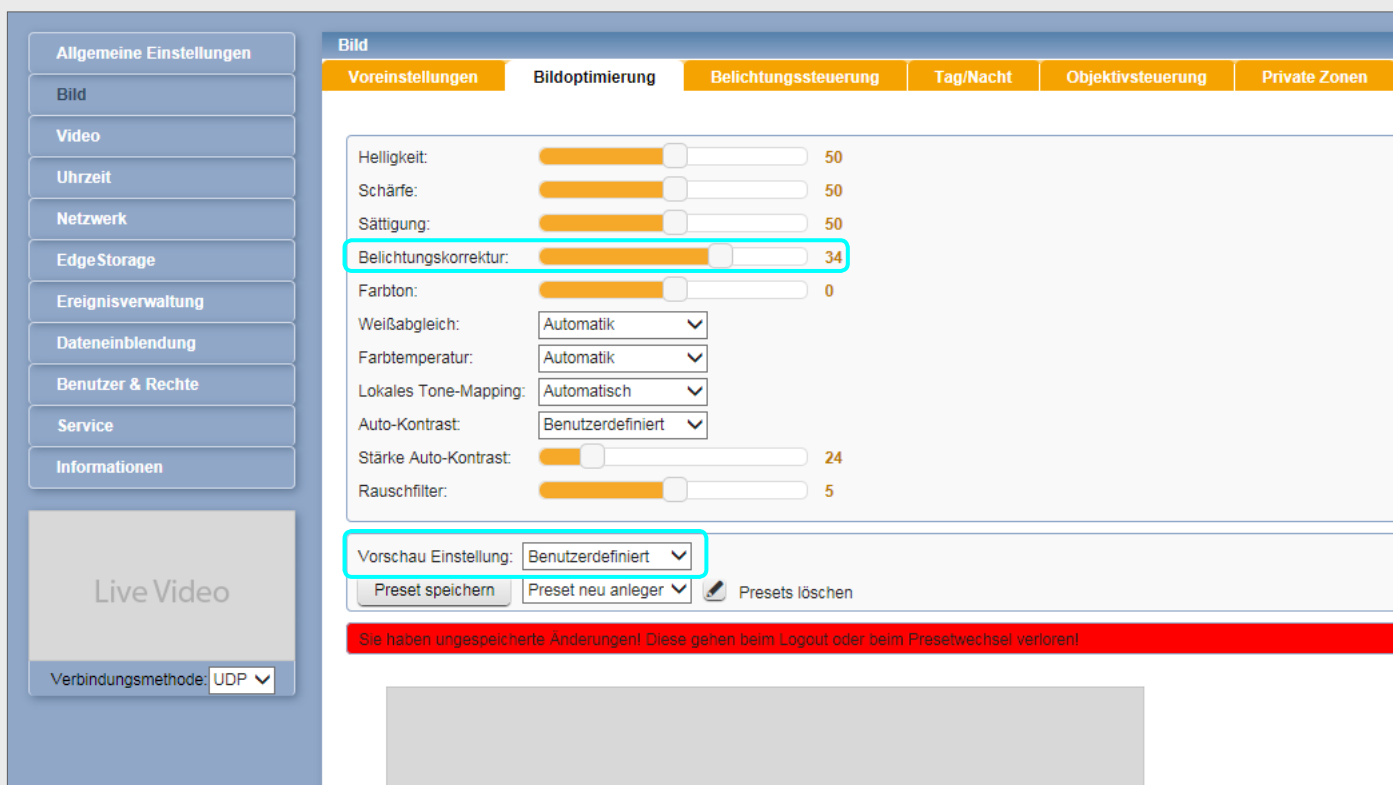 Allgemeine Einstellungen
Bild
Video
Uhrzeit
Netzwerk
EdgeStorage
Ereignisverwaltung
Dateneinblendung
Benutzer & Rechte
Service
Informationen
Live Video
Verbindungsmethode: UDP
Bild
Voreinstellungen Bildoptimierung Belichtungssteuerung Tag/Nacht Objektivsteuerung Private Zonen
Helligkeit: 50
Schärfe: 50
Sättigung: 50
Belichtungskorrektur: 34
Farbton: 0
Weißabgleich: Automatik
Farbtemperatur: Automatik
Lokales Tone-Mapping: Automatisch
Auto-Kontrast: Benutzerdefiniert
Stärke Auto-Kontrast: 24
Rauschfilter: 5
Vorschau Einstellung: Benutzerdefiniert
Preset speichern Preset neu anleger Presets löschen
Sie haben ungespeicherte Änderungen! Diese gehen beim Logout oder beim Presetwechsel verloren!